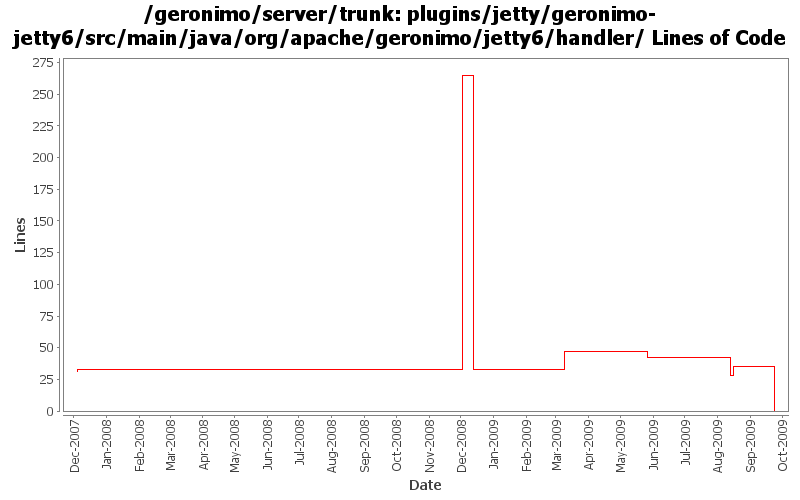 /geronimo/server/trunk: plugins/jetty/geronimo-
jetty6/src/main/java/org/apache/geronimo/jetty6/handler/ Lines of Code
275
250
225
200
175
150
125
100
75
50
25
0
Lines
Dec-2007
Jan-2008
Feb-2008
Mar-2008
Apr-2008
May-2008
Jun-2008
Jul-2008
Aug-2008
Sep-2008
Oct-2008
Nov-2008
Dec-2008
Jan-2009
Feb-2009
Mar-2009
Apr-2009
May-2009
Jun-2009
Jul-2009
Aug-2009
Sep-2009
Oct-2009
Date